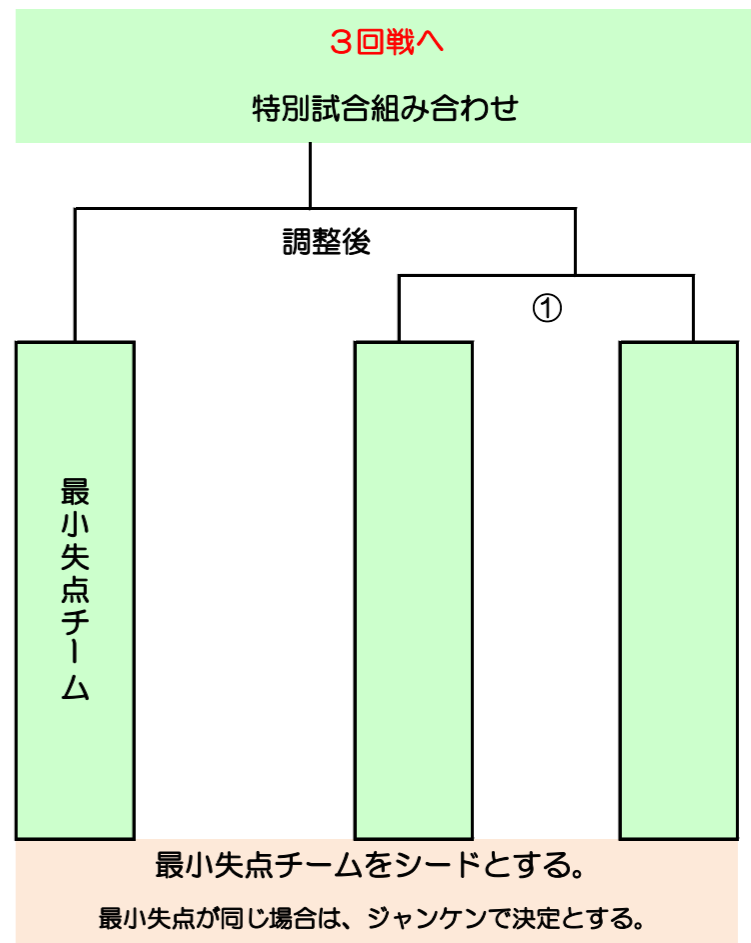 ３回戦へ
特別試合組み合わせ
調整後
①
最小失点チーム
最小失点チームをシードとする。
最小失点が同じ場合は、ジャンケンで決定とする。